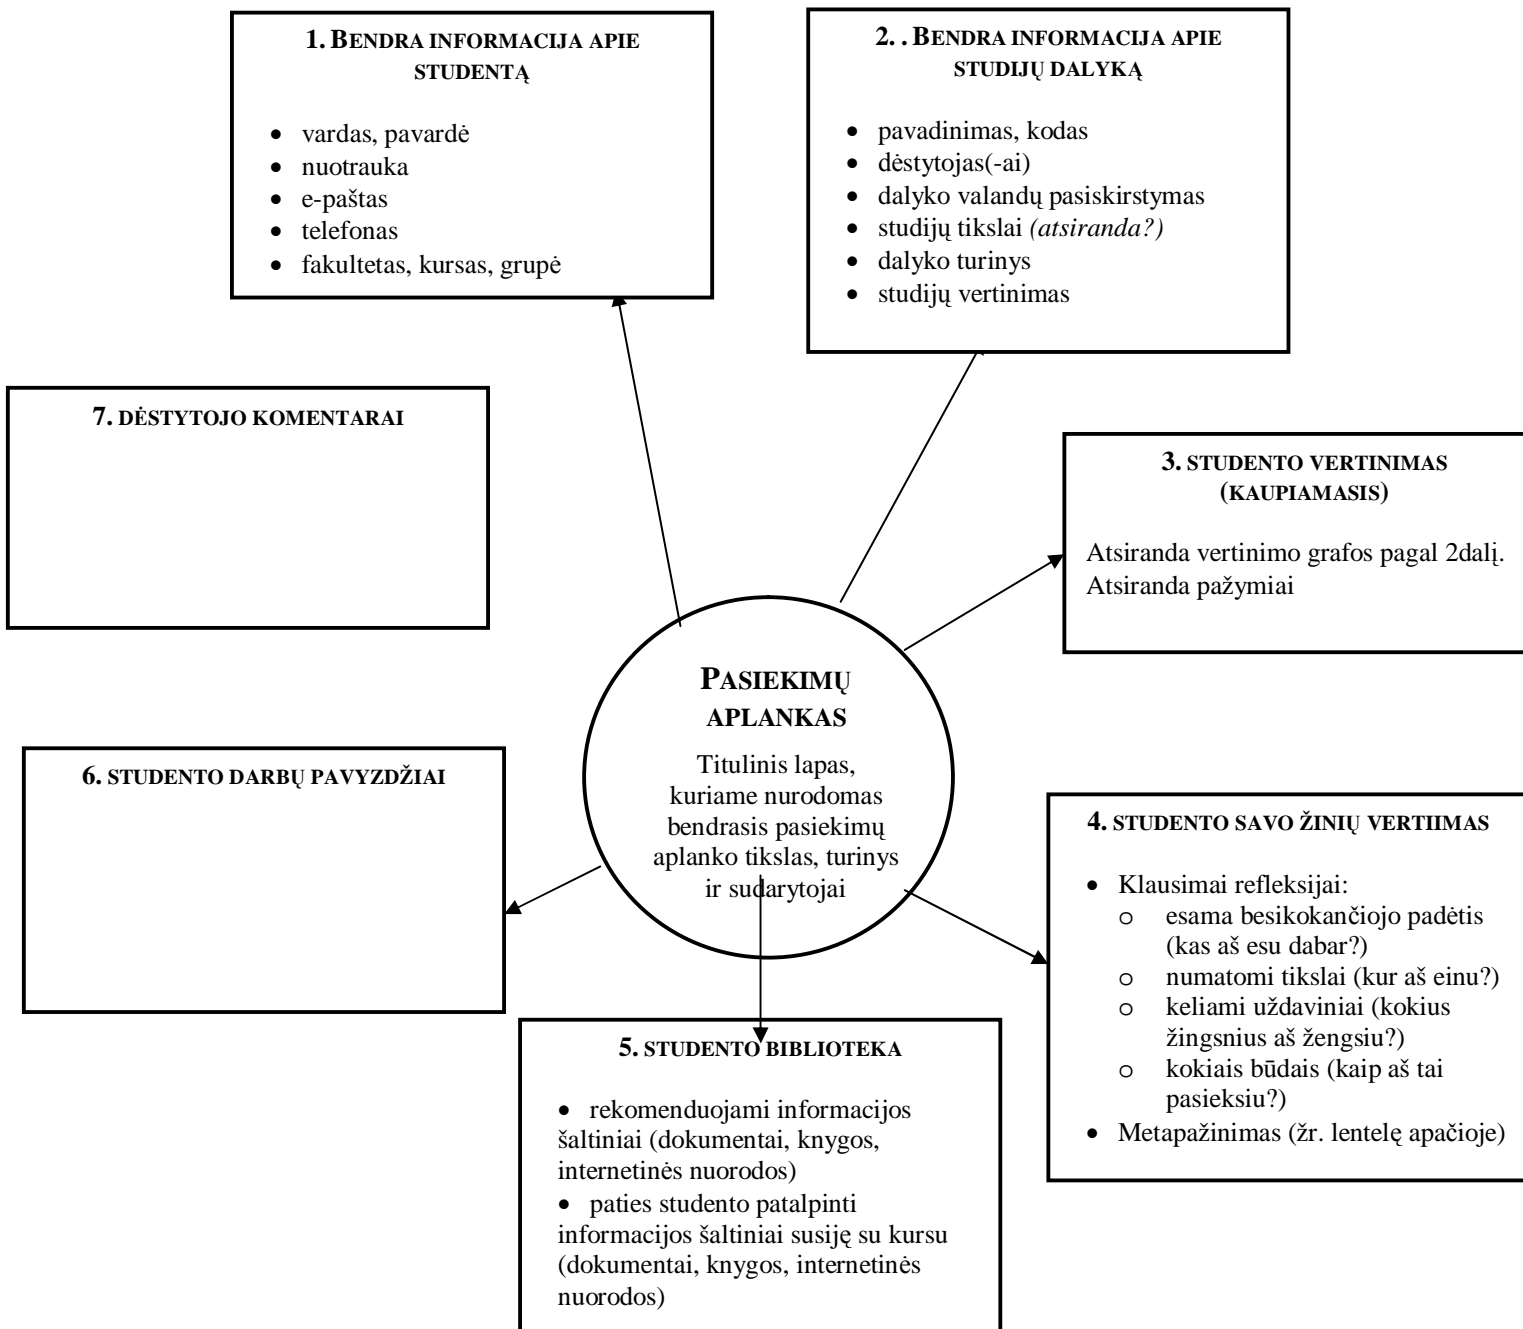 1. BENDRA INFORMACIJA APIE
STUDENTĄ
• vardas, pavardė
• nuotrauka
• e-paštas
• telefonas
• fakultetas, kursas, grupė
2. . BENDRA INFORMACIJA APIE
STUDIJŲ DALYKĄ
• pavadinimas, kodas
• dėstytojas(-ai)
• dalyko valandų pasiskirstymas
• studijų tikslai (atsiranda?)
• dalyko turinys
• studijų vertinimas
7. DĖSTYTOJO KOMENTARAI
3. STUDENTO VERTINIMAS
(KAUPIAMASIS)
Atsiranda vertinimo grafos pagal 2dalį.
Atsiranda pažymiai
PASIEKIMŲ
APLANKAS
Titulinis lapas,
kuriame nurodomas
bendrasis pasiekimų
aplanko tikslas, turinys
ir sudarytojai
6. STUDENTO DARBŲ PAVYZDŽIAI
4. STUDENTO SAVO ŽINIŲ VERTIIMAS
• Klausimai refleksijai:
o esama besikokančiojo padėtis
(kas aš esu dabar?)
o numatomi tikslai (kur aš einu?)
o keliami uždaviniai (kokius
žingsnius aš žengsiu?)
o kokiais būdais (kaip aš tai
pasieksiu?)
• Metapažinimas (žr. lentelę apačioje)
5. STUDENTO BIBLIOTEKA
• rekomenduojami informacijos
šaltiniai (dokumentai, knygos,
internetinės nuorodos)
• paties studento patalpinti
informacijos šaltiniai susiję su kursu
(dokumentai, knygos, internetinės
nuorodos)